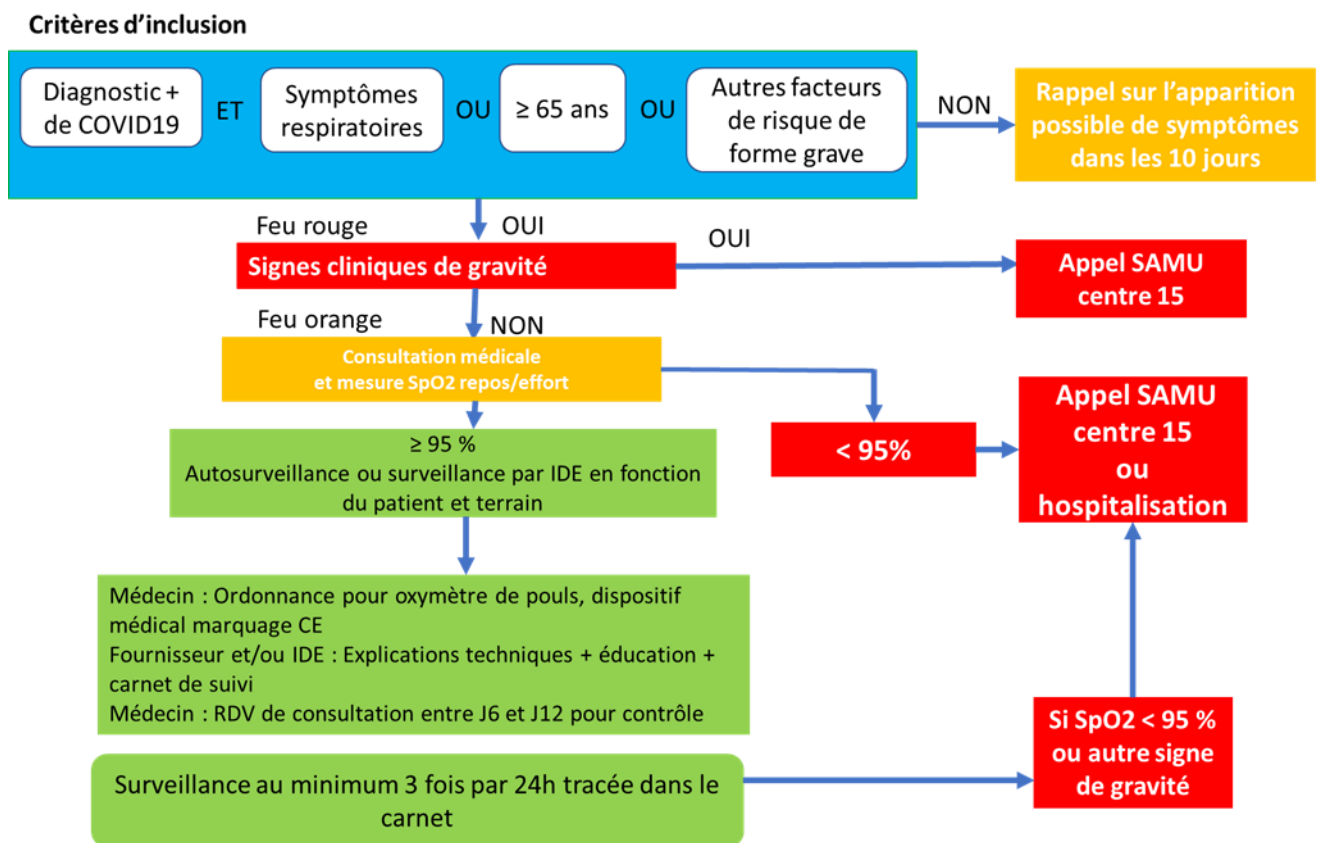 Critères d'inclusion
Diagnostic +
de COVID19
ET
Symptômes
respiratoires
OU
≥ 65 ans
OU
Autres facteurs
de risque de
forme grave
NON
Rappel sur l'apparition
possible de symptômes
dans les 10 jours
Feu rouge
OUI
Signes cliniques de gravité
OUI
Appel SAMU
centre 15
Feu orange
NON
Consultation médicale
et mesure SpO2 repos/effort
≥ 95 %
Autosurveillance ou surveillance par IDE en fonction
du patient et terrain
< 95%
Appel SAMU
centre 15
ou
hospitalisation
Médecin : Ordonnance pour oxymètre de pouls, dispositif
médical marquage CE
Fournisseur et/ou IDE : Explications techniques + éducation +
carnet de suivi
Médecin : RDV de consultation entre J6 et J12 pour contrôle
Surveillance au minimum 3 fois par 24h tracée dans le
carnet
Si SpO2 < 95 %
ou autre signe
de gravité